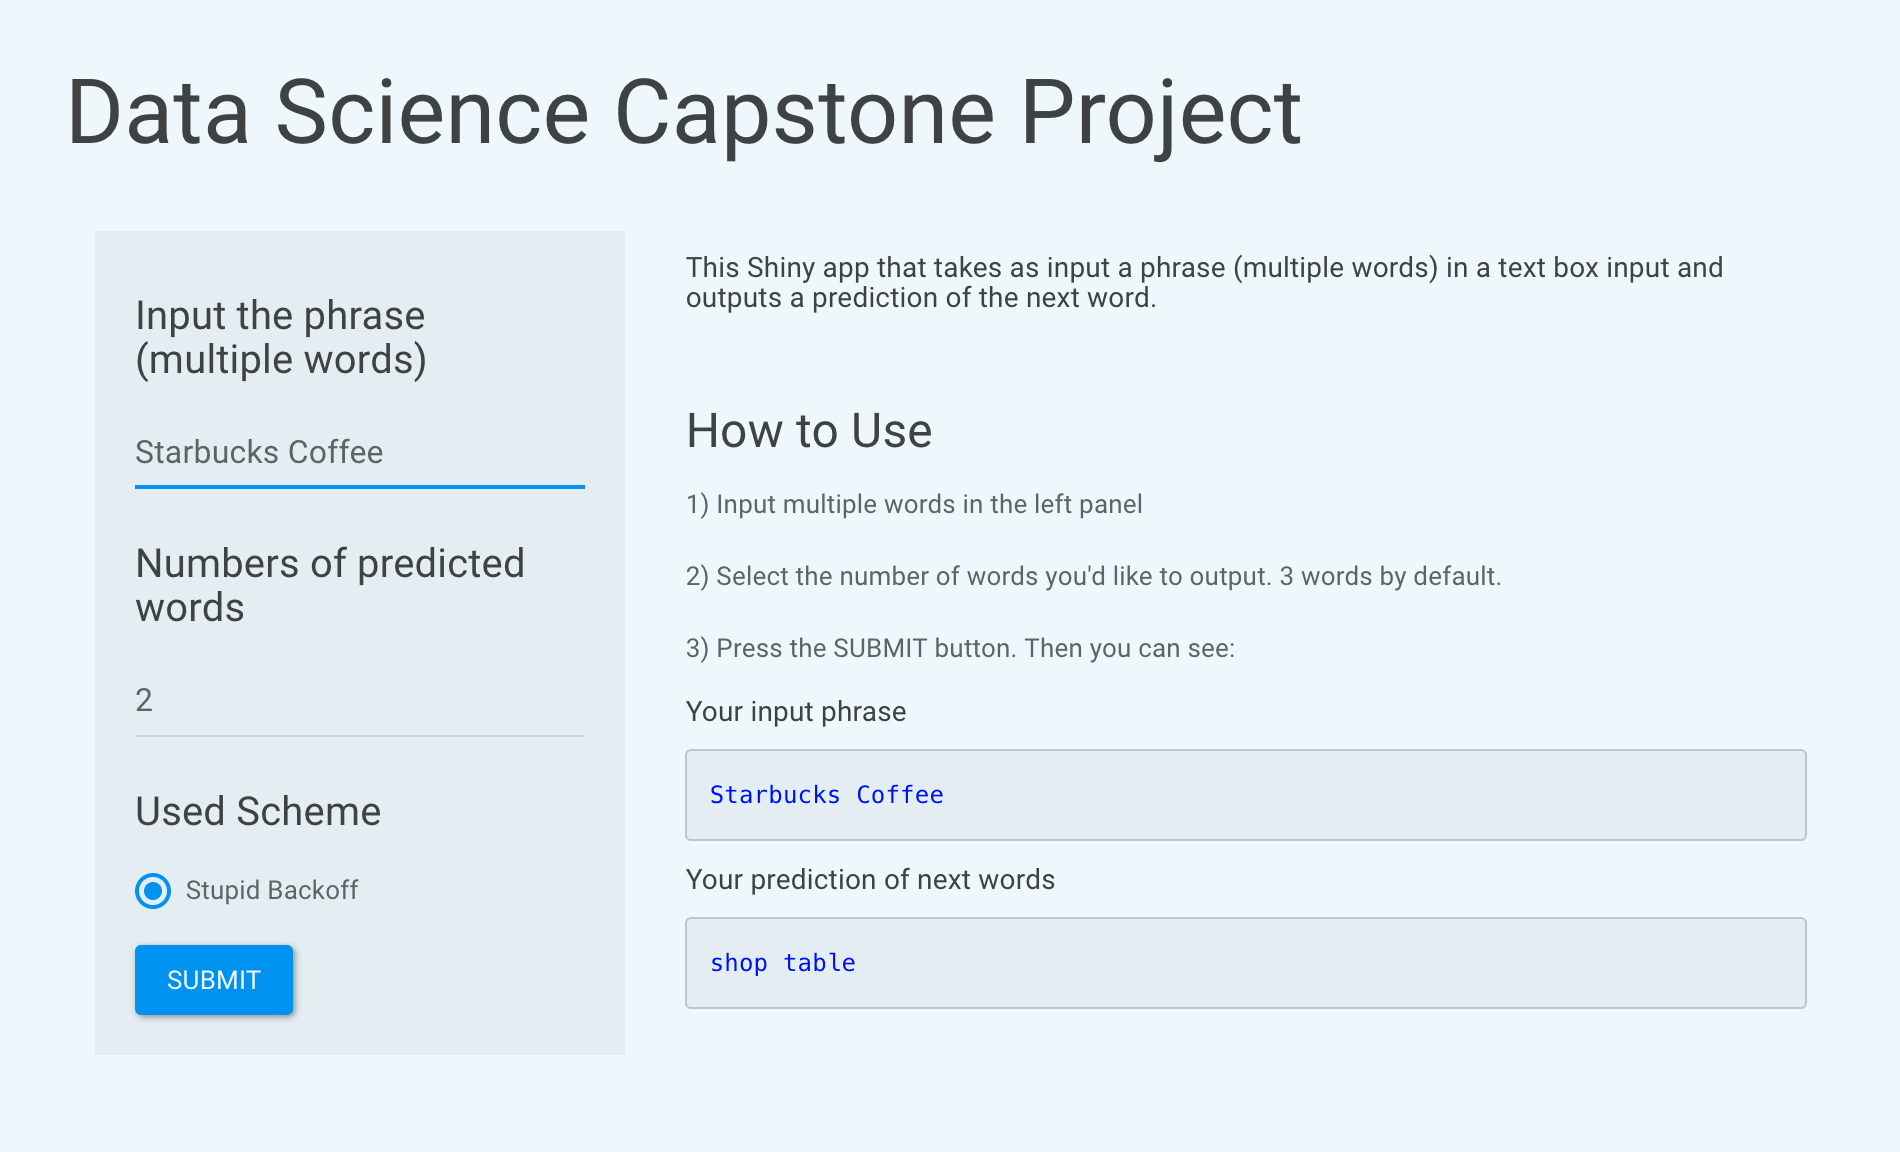 Data Science Capstone Project
Input the phrase
(multiple words)
Starbucks Coffee
Numbers of predicted
words
2
Used Scheme
Stupid Backoff
SUBMIT
This Shiny app that takes as input a phrase (multiple words) in a text box input and
outputs a prediction of the next word.
How to Use
1) Input multiple words in the left panel
2) Select the number of words you'd like to output. 3 words by default.
3) Press the SUBMIT button. Then you can see:
Your input phrase
Starbucks Coffee
Your prediction of next words
shop table